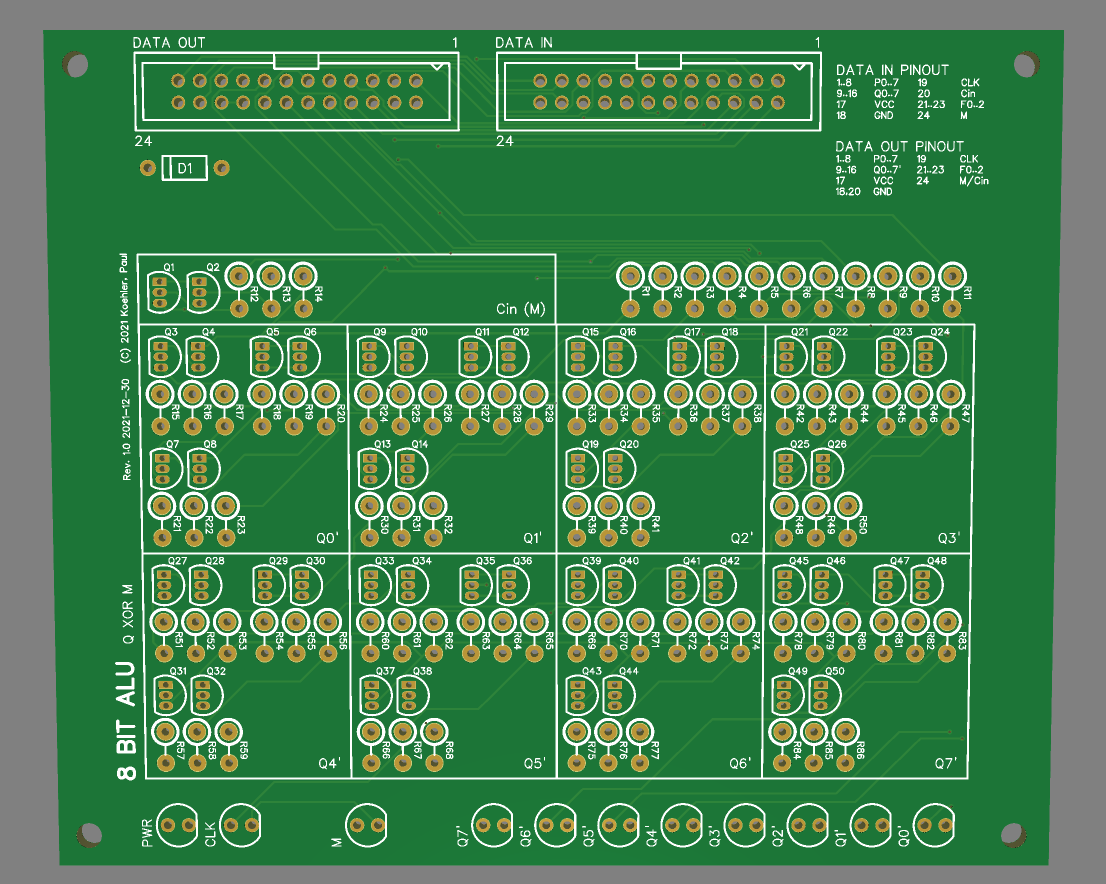 DATA OUT 1
DATA IN 1
24
24
DATA IN PINOUT
1..8 P0..7 19 CLK
9..16 Q0..7 20 Cin
17 VCC 21..23 F0..2
18 GND 24 M
DATA OUT PINOUT
1..8 P0..7 19 CLK
9..16 Q0..7' 21..23 F0..2
17 VCC 24 M/Cin
18,20 GND
D1
Q1 Q2
R12 R13 R14
Cin (M)
R1 R2 R3 R4 R5 R6 R7 R8 R9 R10 R11
Q3 Q4 Q5 Q6 Q9 Q10 Q11 Q12 Q15 Q16 Q17 Q18 Q21 Q22 Q23 Q24
R15 R16 R17 R18 R19 R20 R24 R25 R26 R27 R28 R29 R33 R34 R35 R36 R37 R38 R42 R43 R44 R45 R46 R47
Q7 Q8 Q13 Q14 Q19 Q20 Q25 Q26
R21 R22 R23 R30 R31 R32 R39 R40 R41 R48 R49 R50
Q0' Q1' Q2' Q3'
Q27 Q28 Q29 Q30 Q33 Q34 Q35 Q36 Q39 Q40 Q41 Q42 Q45 Q46 Q47 Q48
R51 R52 R53 R54 R55 R56 R60 R61 R62 R63 R64 R65 R69 R70 R71 R72 R73 R74 R78 R79 R80 R81 R82 R83
Q31 Q32 Q37 Q38 Q43 Q44 Q49 Q50
R57 R58 R59 R66 R67 R68 R75 R76 R77 R84 R85 R86
Q4' Q5' Q6' Q7'
8 BIT ALU Q XOR M
Rev. 1.0 2021-12-30 (C) 2021 Koehler, Paul
PWR CLK M Q7' Q6' Q5' Q4' Q3' Q2' Q1' Q0'